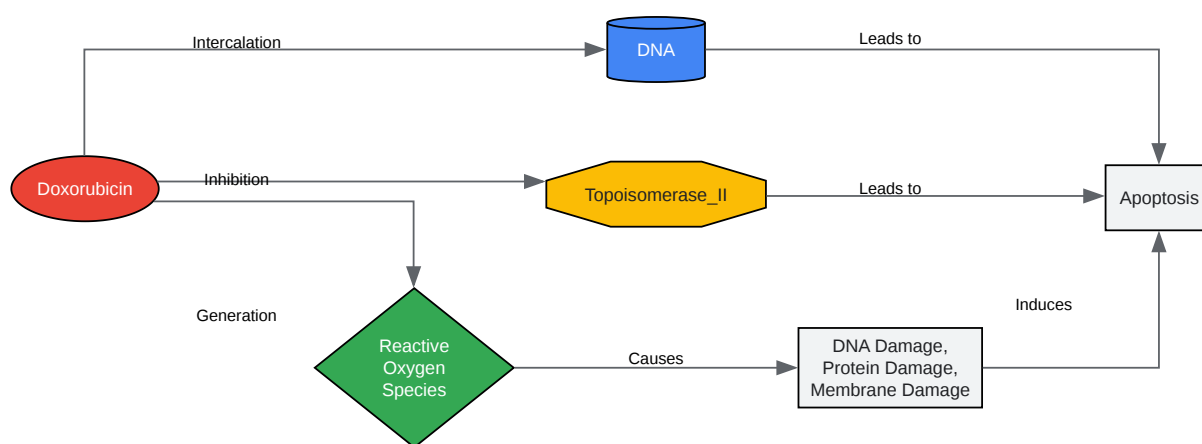 Intercalation
DNA
Leads to
Doxorubicin
Inhibition
Topoisomerase_II
Leads to
Apoptosis
Generation
Reactive
Oxygen
Species
Causes
DNA Damage,
Protein Damage,
Membrane Damage
Induces